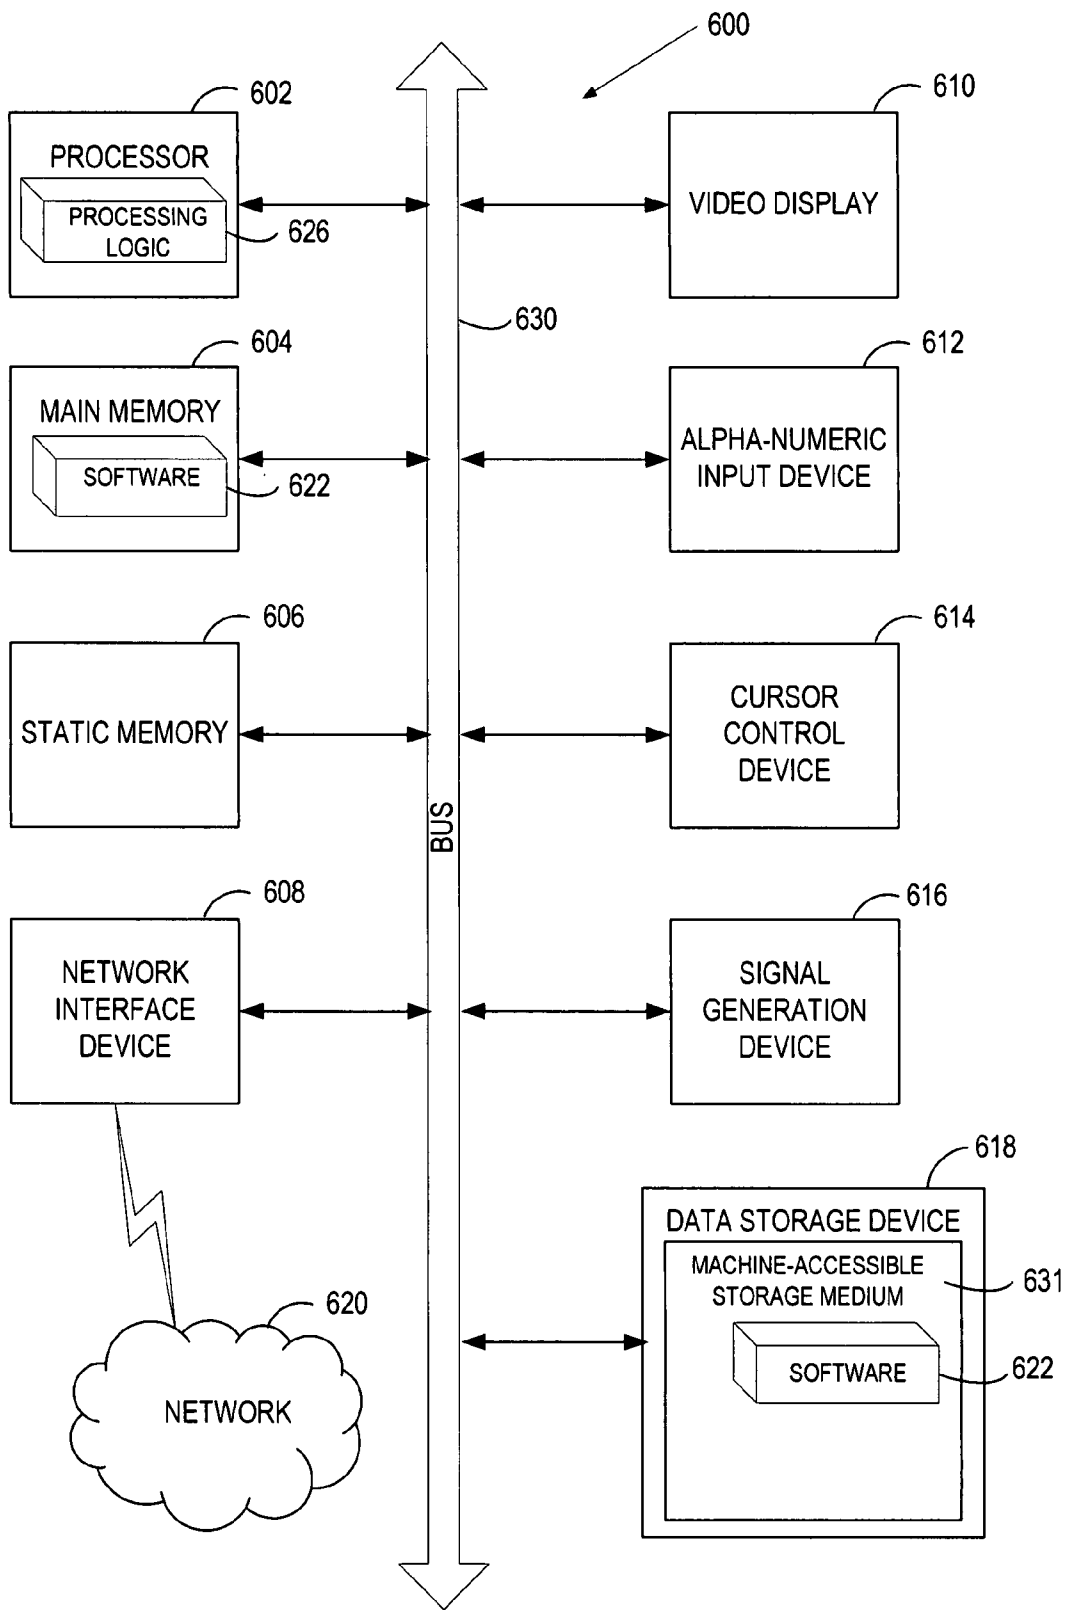 600
602
PROCESSOR
PROCESSING
LOGIC
626
610
VIDEO DISPLAY
630
604
MAIN MEMORY
SOFTWARE
622
612
ALPHA-NUMERIC
INPUT DEVICE
606
STATIC MEMORY
614
CURSOR
CONTROL
DEVICE
BUS
608
NETWORK
INTERFACE
DEVICE
616
SIGNAL
GENERATION
DEVICE
618
DATA STORAGE DEVICE
MACHINE-ACCESSIBLE
STORAGE MEDIUM
631
SOFTWARE
622
620
NETWORK